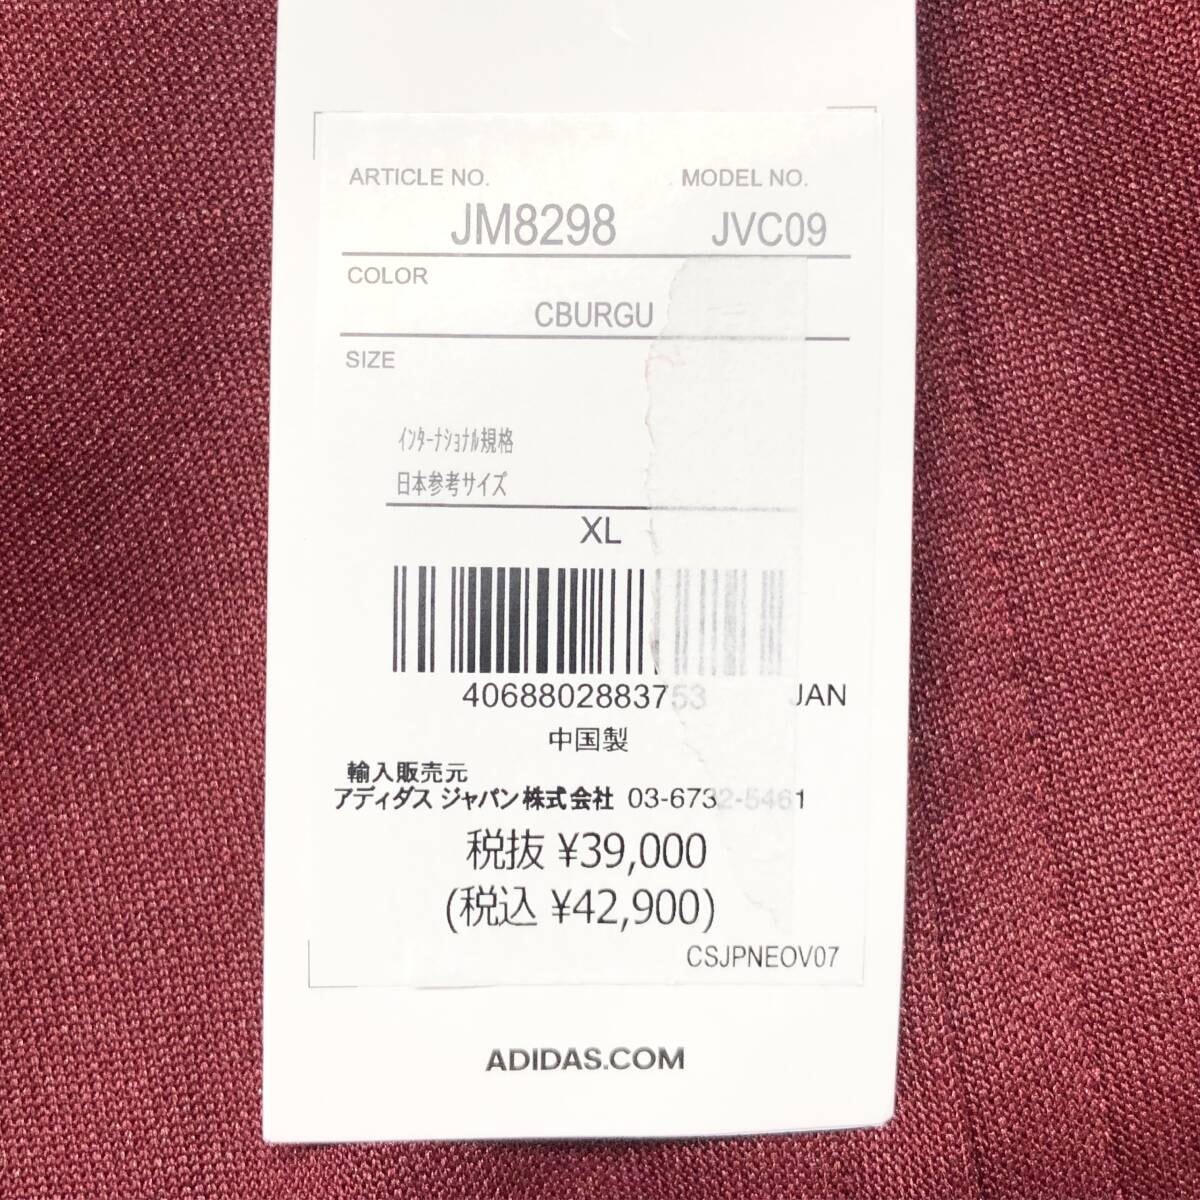 ARTICLE NO. MODEL NO.
JM8298 JVC09
COLOR
CBURGU
SIZE
インターナショナル規格
日本参考サイズ
XL
4068802883753 JAN
中国製
輸入販売元
アディダス ジャパン株式会社 03-6732-5461
税抜 ¥39,000
(税込 ¥42,900)
CSJPNEOV07
ADIDAS.COM